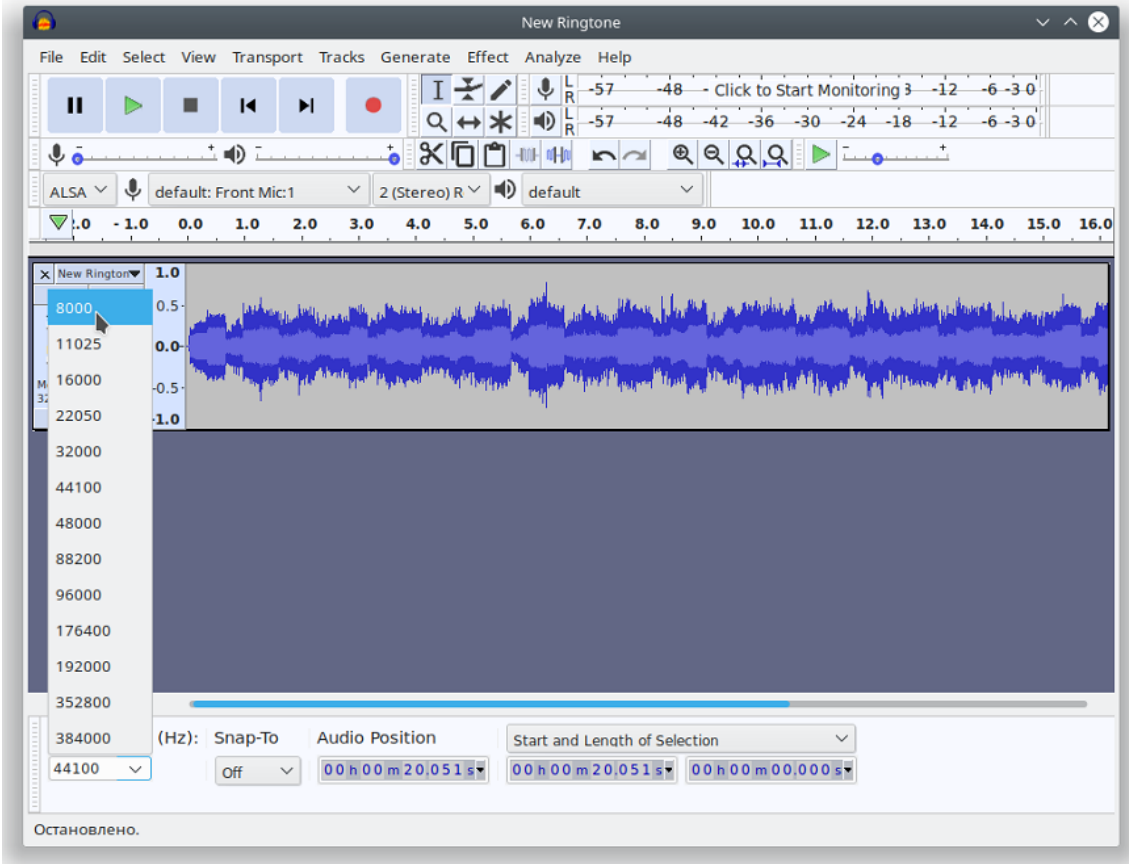 New Ringtone
File Edit Select View Transport Tracks Generate Effect Analyze Help
L
R
-57 -48 - Click to Start Monitoring -12 -6 -3 0
L
R
-57 -48 -42 -36 -30 -24 -18 -12 -6 -3 0
- + - + - +
ALSA default: Front Mic:1 2 (Stereo) R default
- 1.0 0.0 1.0 2.0 3.0 4.0 5.0 6.0 7.0 8.0 9.0 10.0 11.0 12.0 13.0 14.0 15.0 16.0
New Rington 1.0
0.5
0.0
-0.5
-1.0
8000
11025
16000
22050
32000
44100
48000
88200
96000
176400
192000
352800
384000
(Hz): Snap-To Audio Position Start and Length of Selection
44100 Off 00 h 00 m 20.051 s 00 h 00 m 20.051 s 00 h 00 m 00.000 s
Остановлено.